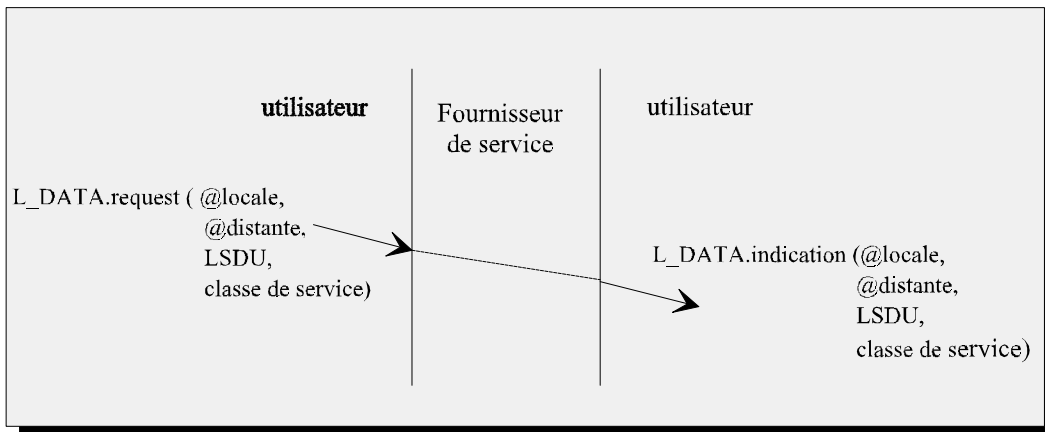 utilisateur
Fournisseur
de service
utilisateur
L_DATA.request ( @locale,
@distante,
LSDU,
classe de service)
L_DATA.indication (@locale,
@distante,
LSDU,
classe de service)